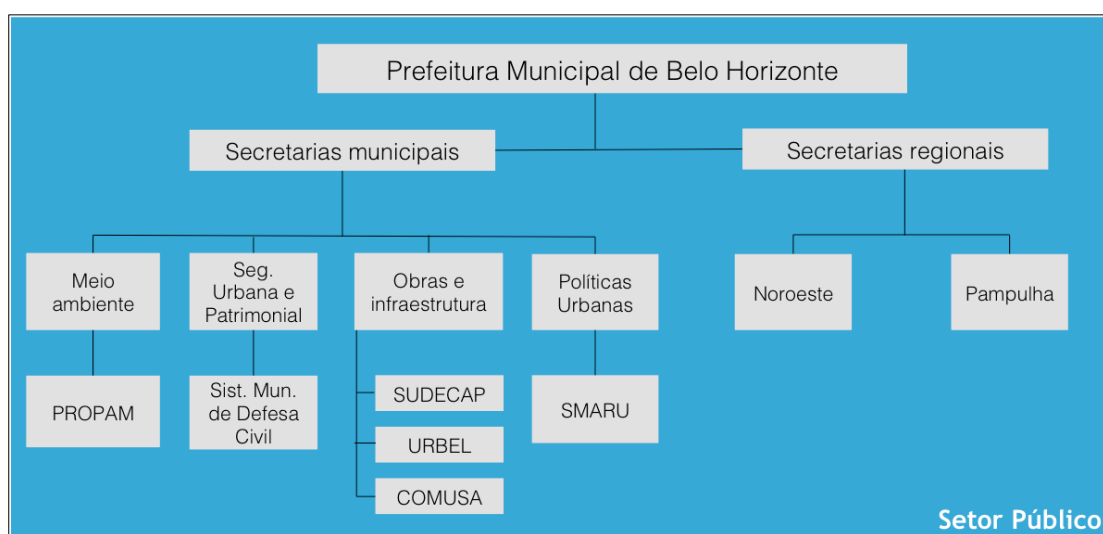 Prefeitura Municipal de Belo Horizonte
Secretarias municipais
Secretarias regionais
Meio
ambiente
Seg.
Urbana e
Patrimonial
Obras e
infraestrutura
Políticas
Urbanas
Noroeste
Pampulha
PROPAM
Sist. Mun.
de Defesa
Civil
SUDECAP
URBEL
COMUSA
SMARU
Setor Público